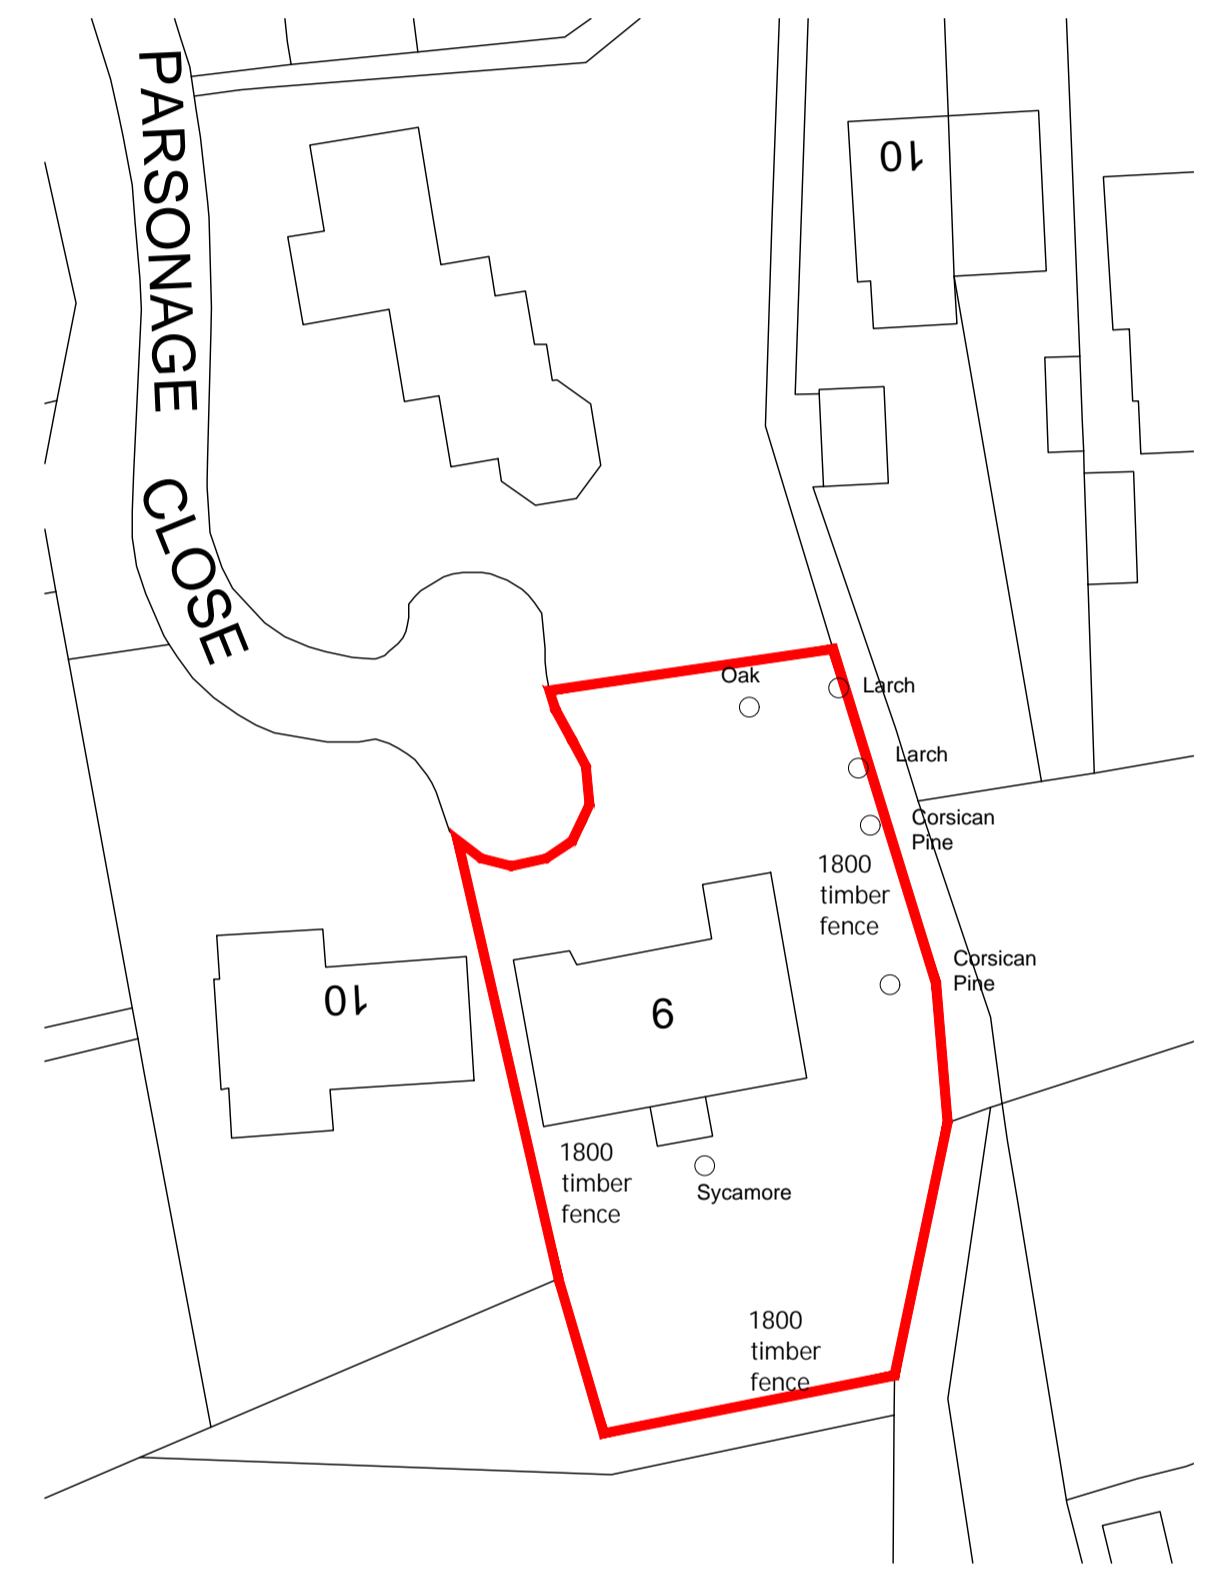 PARSONAGE CLOSE
10
Oak
Larch
Larch
Corsican
Pine
1800
timber
fence
Corsican
Pine
10
9
1800
timber
fence
Sycamore
1800
timber
fence